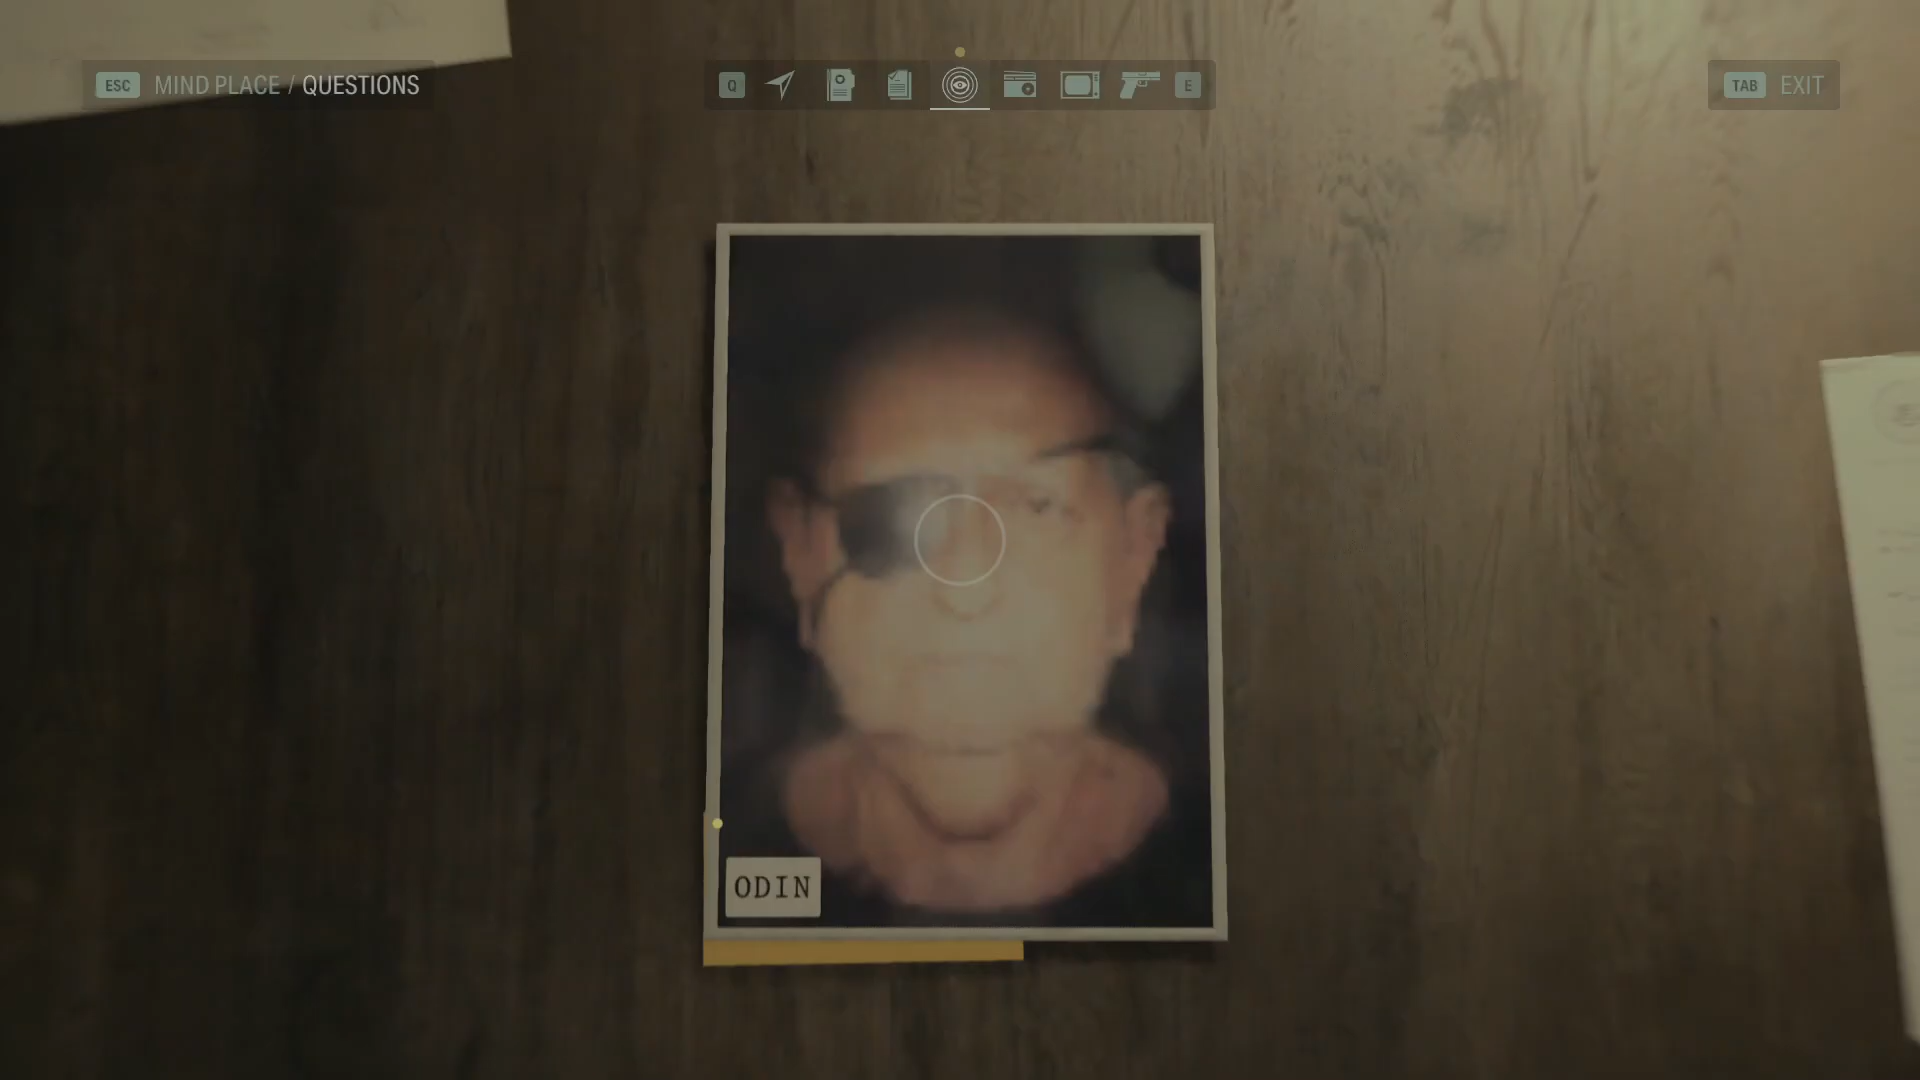 ESC MIND PLACE / QUESTIONS
Q
E
TAB EXIT
ODIN